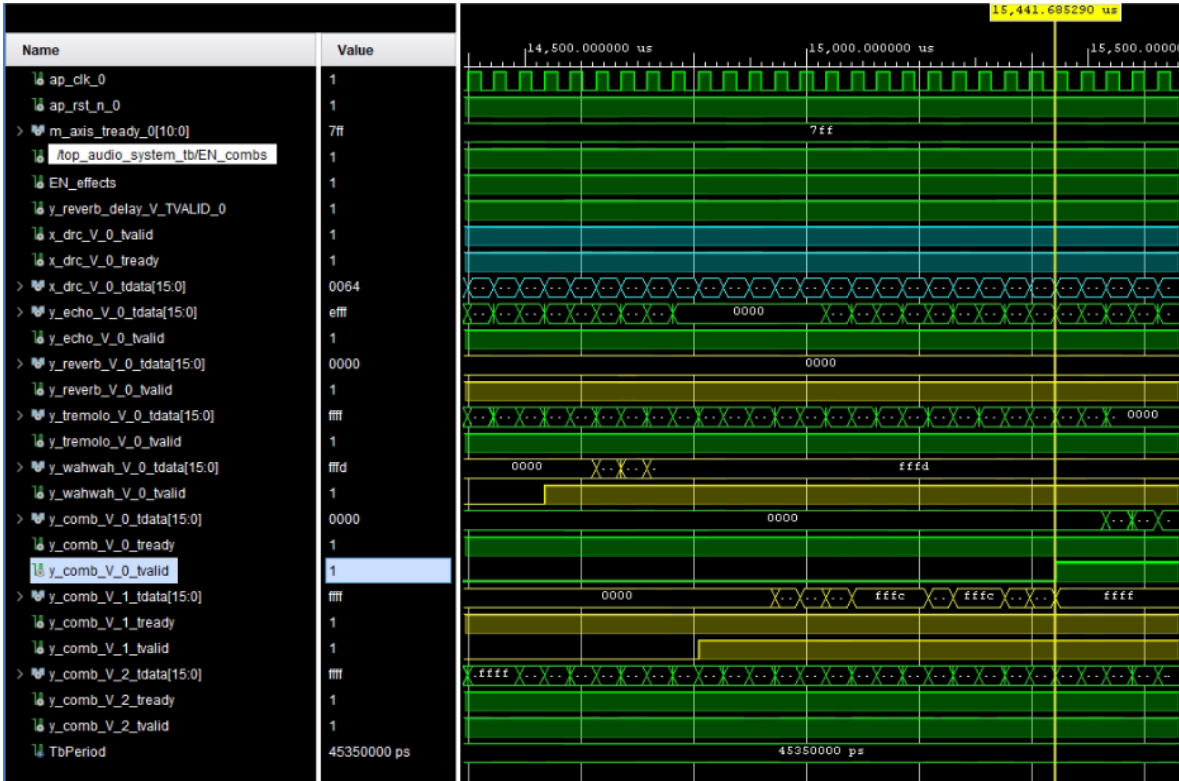 15,441.685290 us
Name Value 14,500.000000 us 15,000.000000 us 15,500.0000
ap_clk_0 1
ap_rst_n_0 1
m_axis_tready_0[10:0] 7ff 7ff
/top_audio_system_tb/EN_combs 1
EN_effects 1
y_reverb_delay_V_TVALID_0 1
x_drc_V_0_tvalid 1
x_drc_V_0_tready 1
x_drc_V_0_tdata[15:0] 0064
y_echo_V_0_tdata[15:0] efff 0000
y_echo_V_0_tvalid 1
y_reverb_V_0_tdata[15:0] 0000 0000
y_reverb_V_0_tvalid 1
y_tremolo_V_0_tdata[15:0] ffff 0000
y_tremolo_V_0_tvalid 1
y_wahwah_V_0_tdata[15:0] fffd 0000 fffd
y_wahwah_V_0_tvalid 1
y_comb_V_0_tdata[15:0] 0000 0000
y_comb_V_0_tready 1
y_comb_V_0_tvalid 1
y_comb_V_1_tdata[15:0] ffff 0000 fffc fffc ffff
y_comb_V_1_tready 1
y_comb_V_1_tvalid 1
y_comb_V_2_tdata[15:0] ffff .ffff
y_comb_V_2_tready 1
y_comb_V_2_tvalid 1
TbPeriod 45350000 ps 45350000 ps